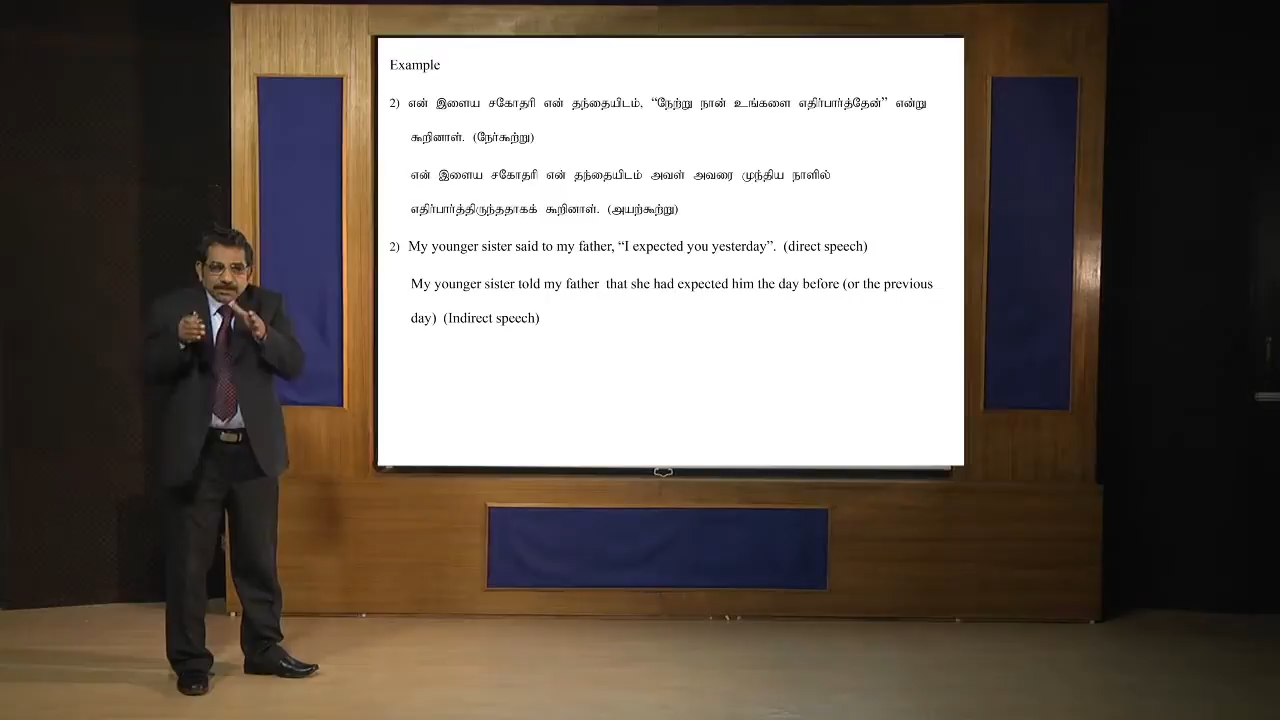 Example
2) என் இளைய சகோதரி என் தந்தையிடம், “நேற்று நான் உங்களை எதிர்பார்த்தேன்” என்று
கூறினாள். (நேர்கூற்று)
என் இளைய சகோதரி என் தந்தையிடம் அவள் அவரை முந்திய நாளில்
எதிர்பார்த்திருந்ததாகக் கூறினாள். (அயற்கூற்று)
2) My younger sister said to my father, “I expected you yesterday”. (direct speech)
My younger sister told my father that she had expected him the day before (or the previous
day) (Indirect speech)